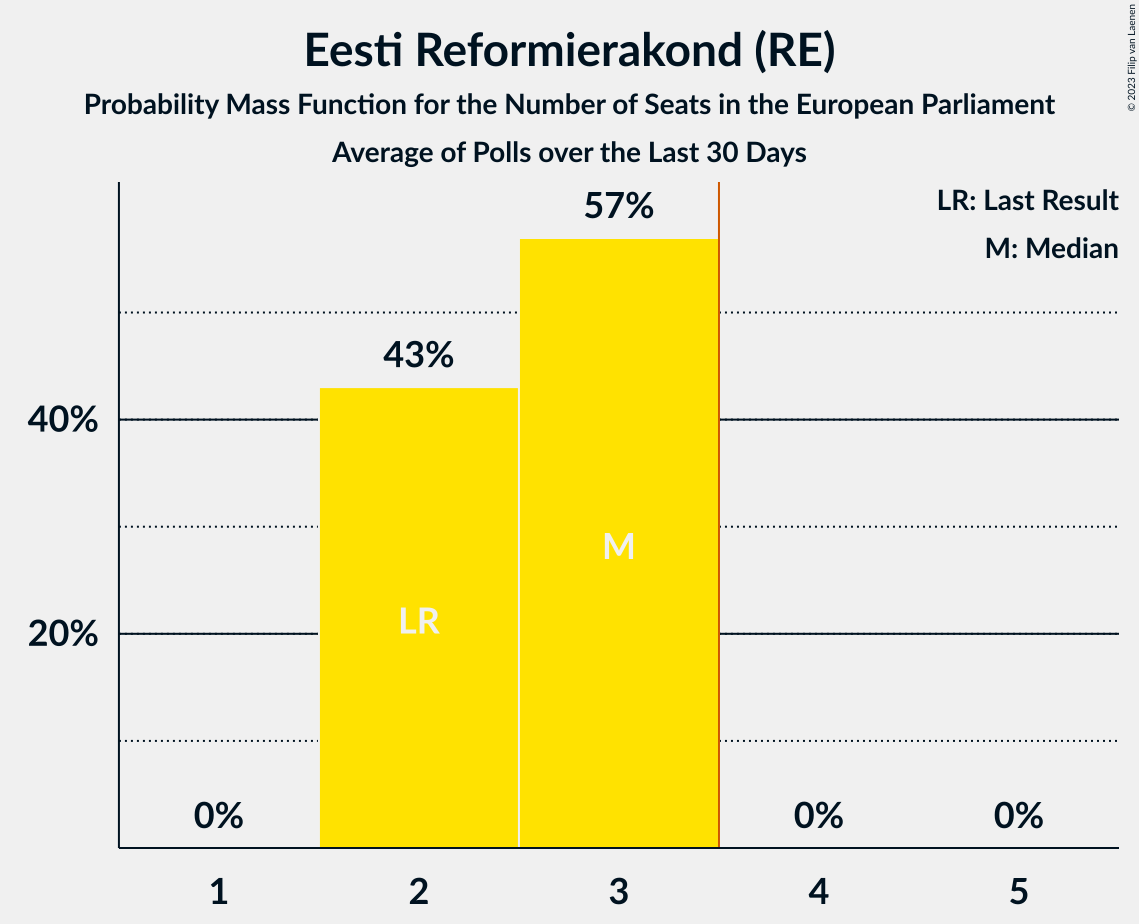 Eesti Reformierakond (RE)
Probability Mass Function for the Number of Seats in the European Parliament
Average of Polls over the Last 30 Days
© 2023 Filip van Laenen
LR: Last Result
M: Median
57%
43%
40%
M
LR
20%
0%
0%
0%
1
2
3
4
5